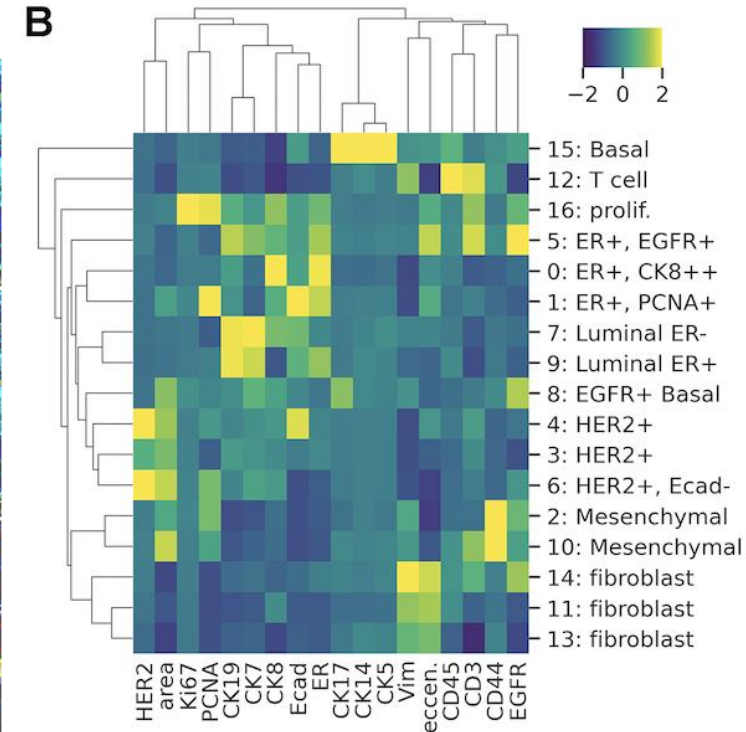 B
−2 0 2
15: Basal
12: T cell
16: prolif.
5: ER+, EGFR+
0: ER+, CK8++
1: ER+, PCNA+
7: Luminal ER-
9: Luminal ER+
8: EGFR+ Basal
4: HER2+
3: HER2+
6: HER2+, Ecad-
2: Mesenchymal
10: Mesenchymal
14: fibroblast
11: fibroblast
13: fibroblast
HER2
area
Ki67
PCNA
CK19
CK7
CK8
Ecad
ER
CK17
CK14
CK5
Vim
eccen.
CD45
CD3
CD44
EGFR